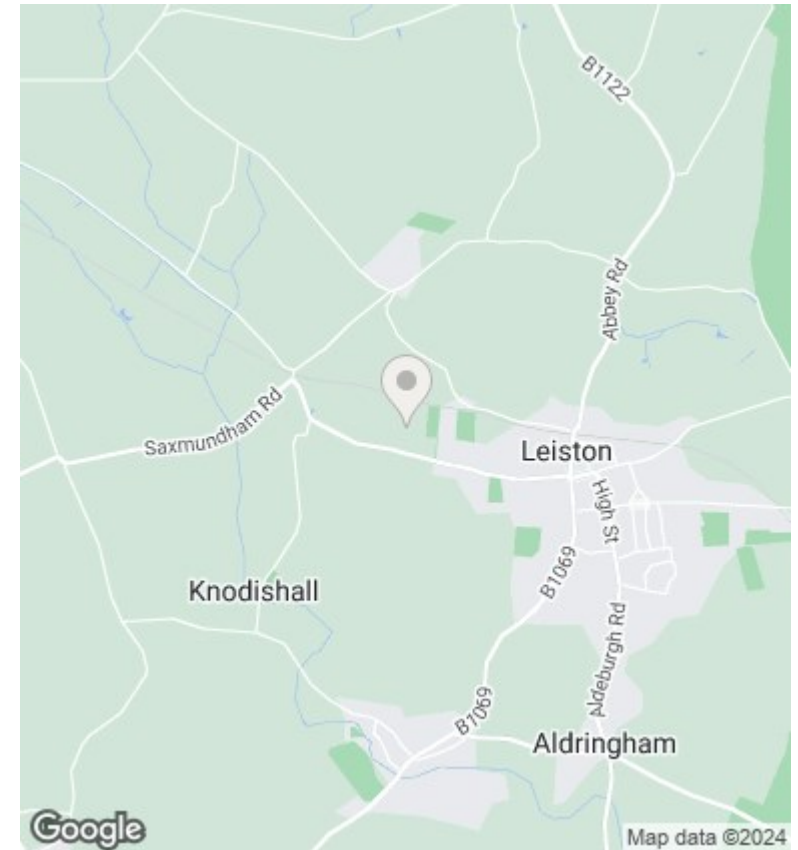 B1122
Abbey Rd
Saxmundham Rd
Leiston
High St
Knodishall
B1069
Aldeburgh Rd
B1069
Aldringham
Google
Map data ©2024